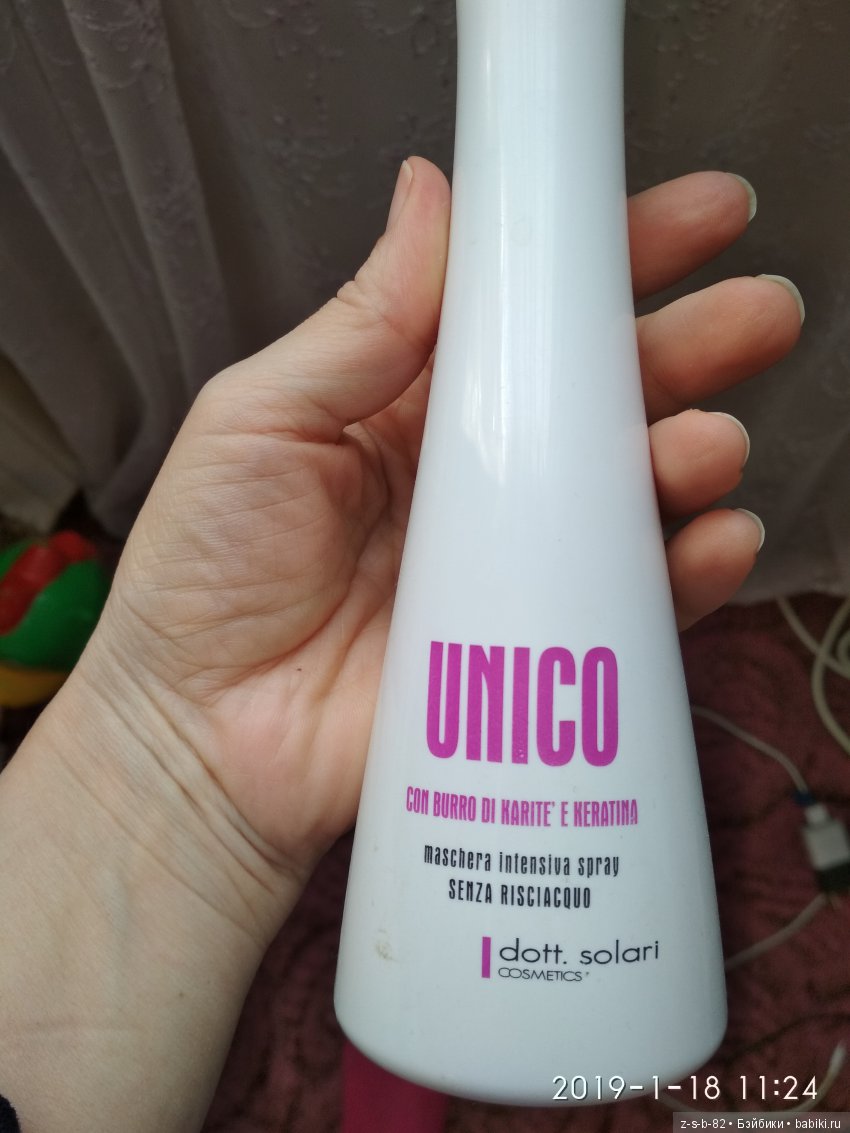 UNICO
CON BURRO DI KARITE' E KERATINA
maschera intensiva spray
SENZA RISCIACQUO
dott. solari
COSMETICS
2019-1-18 11:24
z-s-b-82 • Бэйбики • babiki.ru